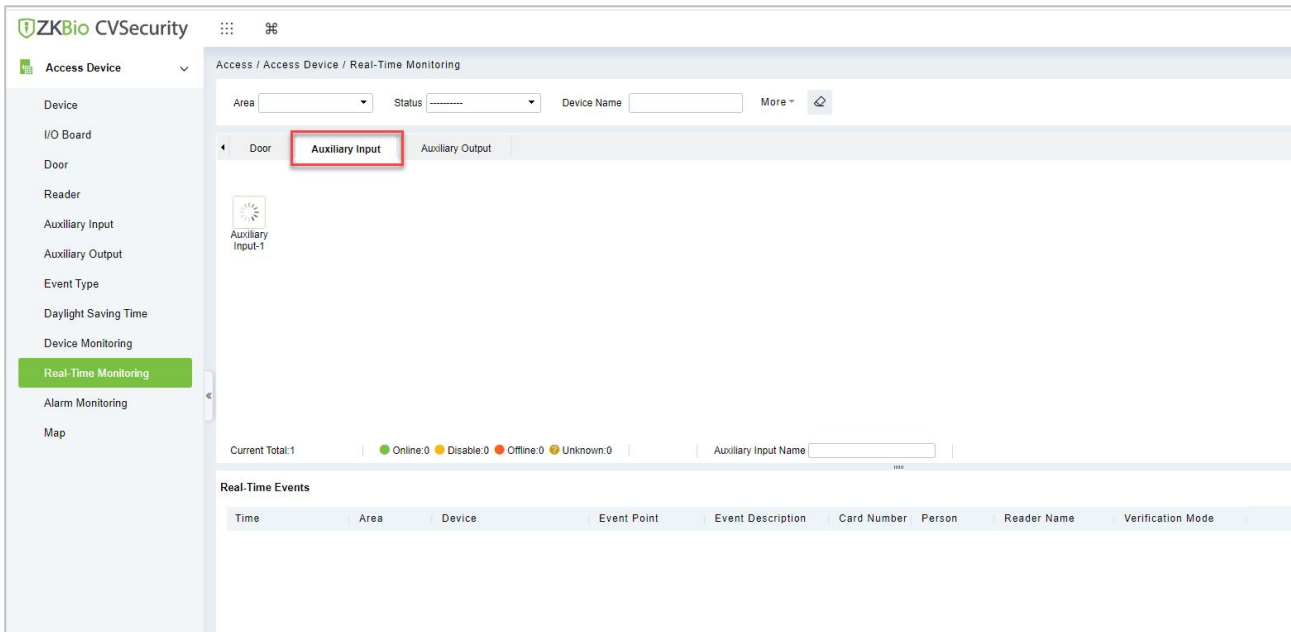 ZKBio CVSecurity
Access Device
Device
I/O Board
Door
Reader
Auxiliary Input
Auxiliary Output
Event Type
Daylight Saving Time
Device Monitoring
Real-Time Monitoring
Alarm Monitoring
Map
Access / Access Device / Real-Time Monitoring
Area Status ---------- Device Name More
Door Auxiliary Input Auxiliary Output
Auxiliary
Input-1
Current Total:1 Online:0 Disable:0 Offline:0 Unknown:0 Auxiliary Input Name
Real-Time Events
Time Area Device Event Point Event Description Card Number Person Reader Name Verification Mode